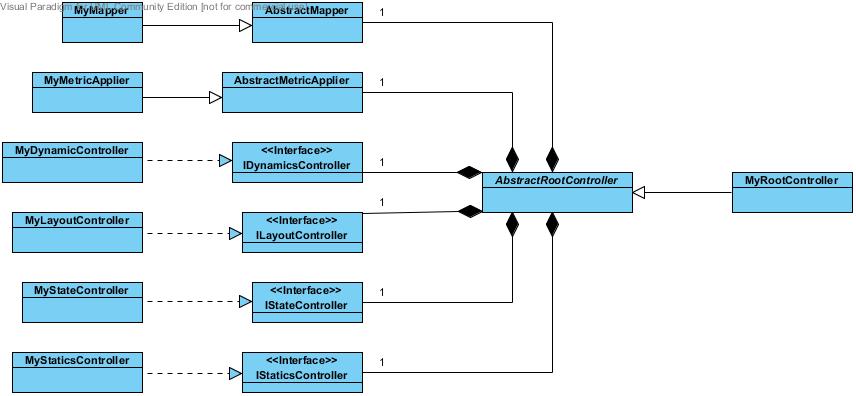 Visual Paradigm for UML Community Edition [not for commercial use]
MyMapper
AbstractMapper
1
MyMetricApplier
AbstractMetricApplier
1
MyDynamicController
<<Interface>>
IDynamicsController
1
AbstractRootController
MyRootController
MyLayoutController
<<Interface>>
ILayoutController
1
MyStateController
<<Interface>>
IStateController
1
MyStaticsController
<<Interface>>
IStaticsController
1